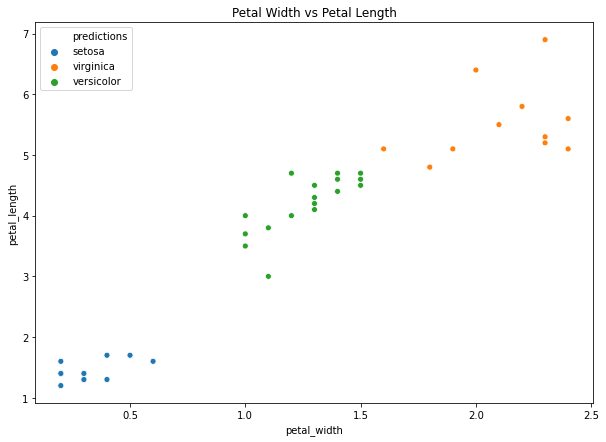 Petal Width vs Petal Length
predictions
setosa
virginica
versicolor
7
6
5
4
3
2
1
petal_length
0.5 1.0 1.5 2.0 2.5
petal_width